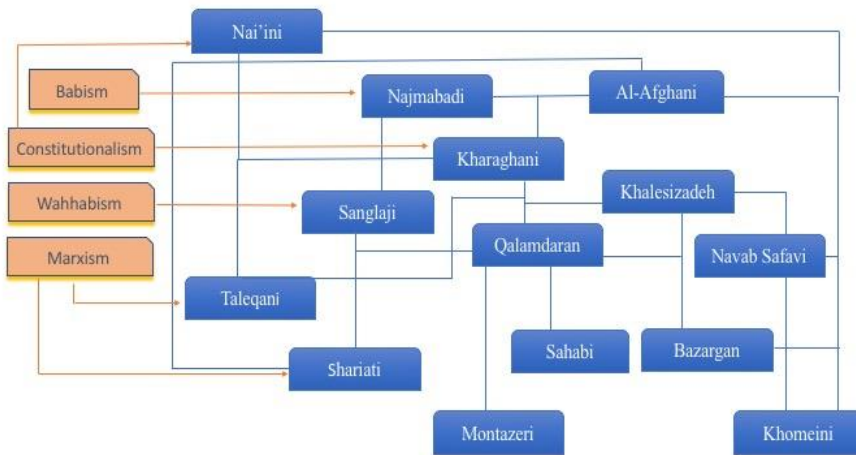 Nai'ini
Babism
Najmabadi
Al-Afghani
Constitutionalism
Kharaghani
Wahhabism
Sanglaji
Khalesizadeh
Marxism
Qalamdaran
Navab Safavi
Taleqani
Sahabi
Bazargan
Shariati
Montazeri
Khomeini